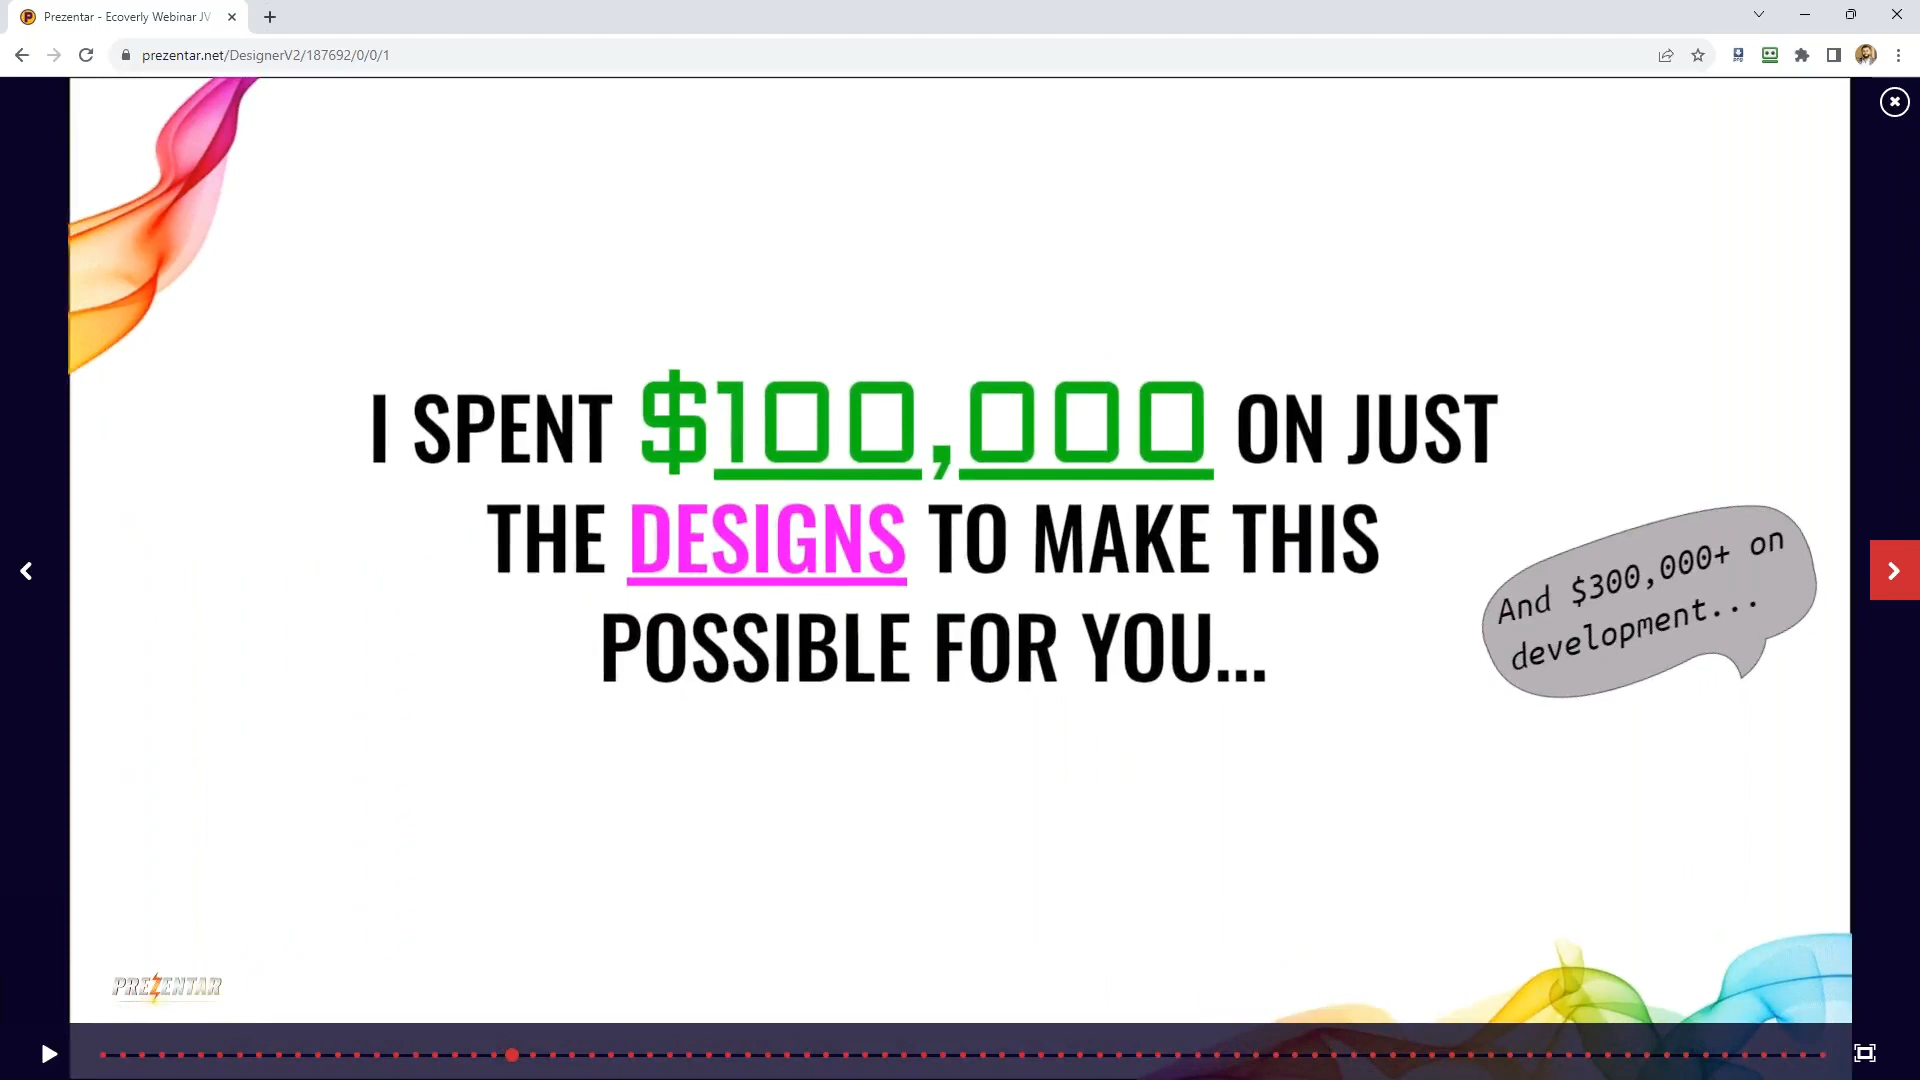 Prezentar - Ecoverly Webinar JV
prezentar.net/DesignerV2/187692/0/0/1
I SPENT $100,000 ON JUST
THE DESIGNS TO MAKE THIS
POSSIBLE FOR YOU...
And $300,000+ on
development...
PREZENTAR